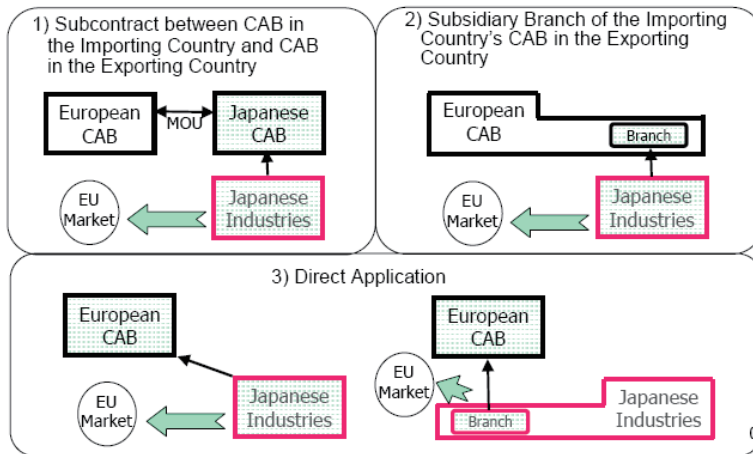 1) Subcontract between CAB in
the Importing Country and CAB
in the Exporting Country
European
CAB
MOU
Japanese
CAB
EU
Market
Japanese
Industries
2) Subsidiary Branch of the Importing
Country's CAB in the Exporting
Country
European
CAB
Branch
EU
Market
Japanese
Industries
3) Direct Application
European
CAB
EU
Market
Japanese
Industries
European
CAB
EU
Market
Branch
Japanese
Industries